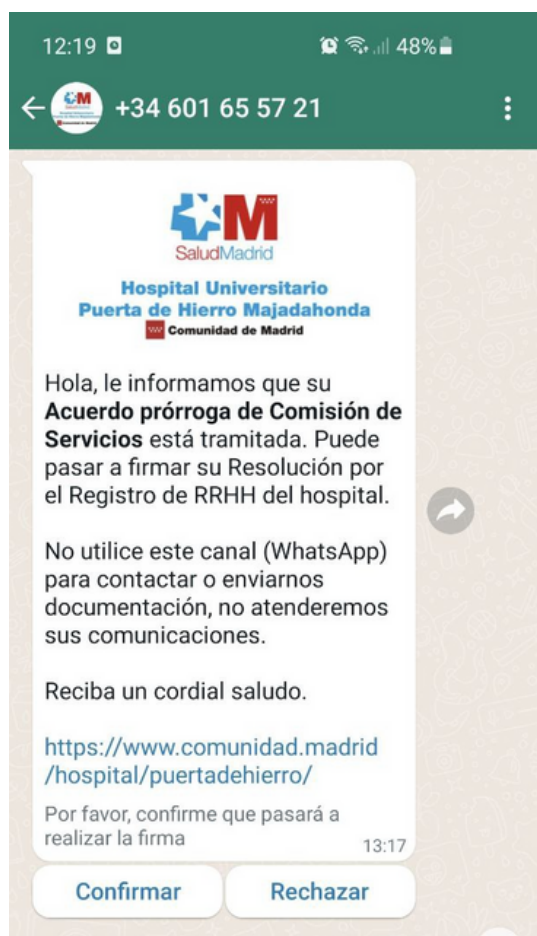 12:19 48%
+34 601 65 57 21
SaludMadrid
Hospital Universitario
Puerta de Hierro Majadahonda
Comunidad de Madrid
Hola, le informamos que su
Acuerdo prórroga de Comisión de
Servicios está tramitada. Puede
pasar a firmar su Resolución por
el Registro de RRHH del hospital.
No utilice este canal (WhatsApp)
para contactar o enviarnos
documentación, no atenderemos
sus comunicaciones.
Reciba un cordial saludo.
https://www.comunidad.madrid
/hospital/puertadehierro/
Por favor, confirme que pasará a
realizar la firma
13:17
Confirmar Rechazar